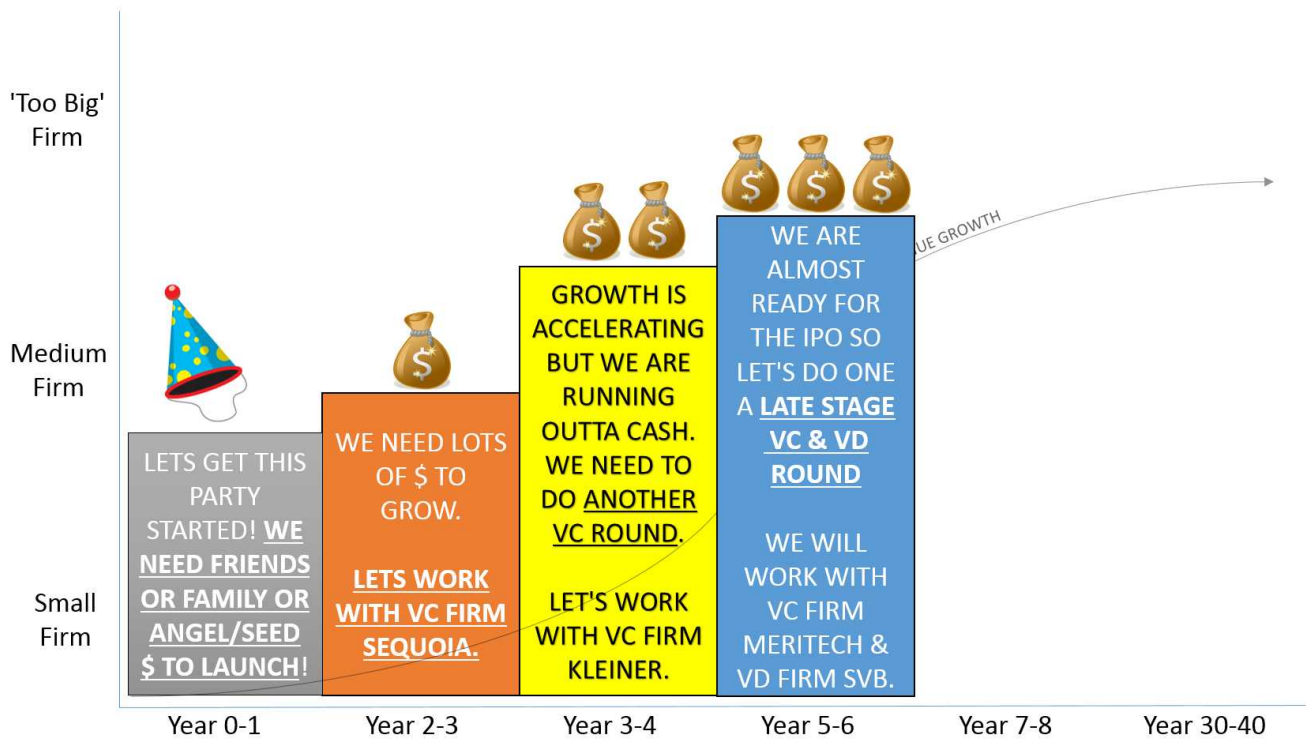 'Too Big'
Firm
Medium
Firm
Small
Firm
LETS GET THIS
PARTY
STARTED! WE
NEED FRIENDS
OR FAMILY OR
ANGEL/SEED
$ TO LAUNCH!
$
WE NEED LOTS
OF $ TO
GROW.
LETS WORK
WITH VC FIRM
SEQUOIA.
$ $
GROWTH IS
ACCELERATING
BUT WE ARE
RUNNING
OUTTA CASH.
WE NEED TO
DO ANOTHER
VC ROUND.
LET'S WORK
WITH VC FIRM
KLEINER.
$ $ $
WE ARE
ALMOST
READY FOR
THE IPO SO
LET'S DO ONE
A LATE STAGE
VC & VD
ROUND
WE WILL
WORK WITH
VC FIRM
MERITECH &
VD FIRM SVB.
GROWTH
Year 0-1
Year 2-3
Year 3-4
Year 5-6
Year 7-8
Year 30-40